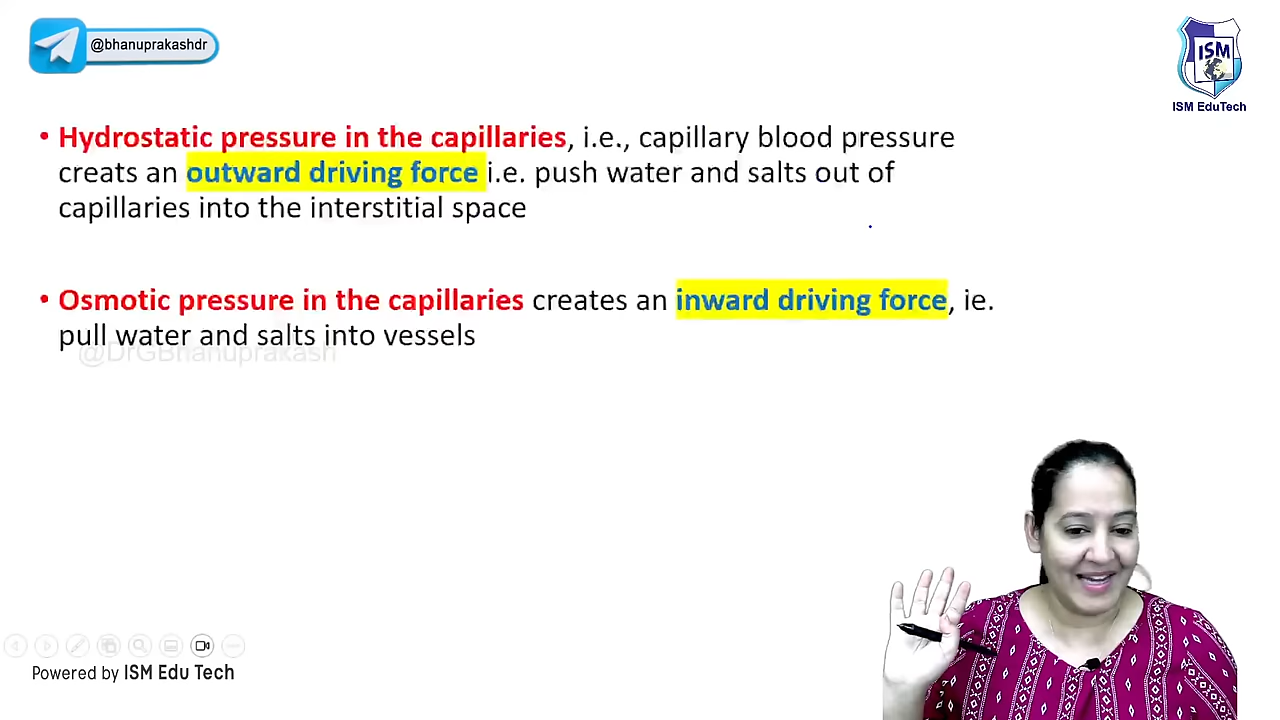 @bhanuprakashdr
ISM
ISM EduTech
• Hydrostatic pressure in the capillaries, i.e., capillary blood pressure
creats an outward driving force i.e. push water and salts out of
capillaries into the interstitial space
• Osmotic pressure in the capillaries creates an inward driving force, ie.
pull water and salts into vessels
@DrGBhanuprakash
Powered by ISM Edu Tech